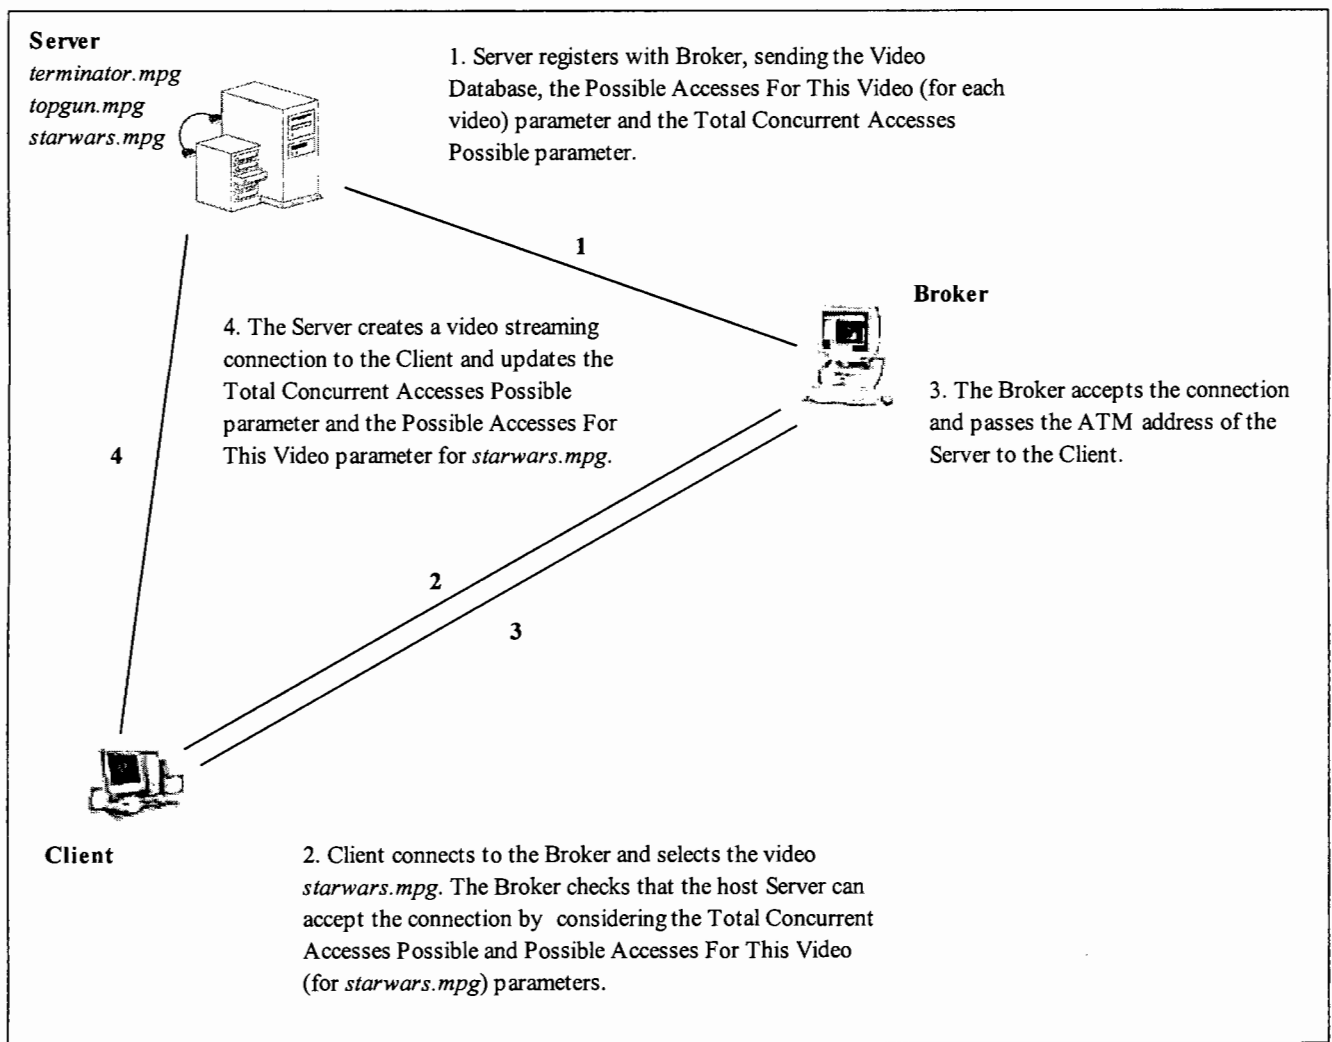 Server
terminator.mpg
topgun.mpg
starwars.mpg
1. Server registers with Broker, sending the Video
Database, the Possible Accesses For This Video (for each
video) parameter and the Total Concurrent Accesses
Possible parameter.
1
Broker
4. The Server creates a video streaming
connection to the Client and updates the
Total Concurrent Accesses Possible
parameter and the Possible Accesses For
This Video parameter for starwars.mpg.
3. The Broker accepts the connection
and passes the ATM address of the
Server to the Client.
4
2
3
Client
2. Client connects to the Broker and selects the video
starwars.mpg. The Broker checks that the host Server can
accept the connection by considering the Total Concurrent
Accesses Possible and Possible Accesses For This Video
(for starwars.mpg) parameters.